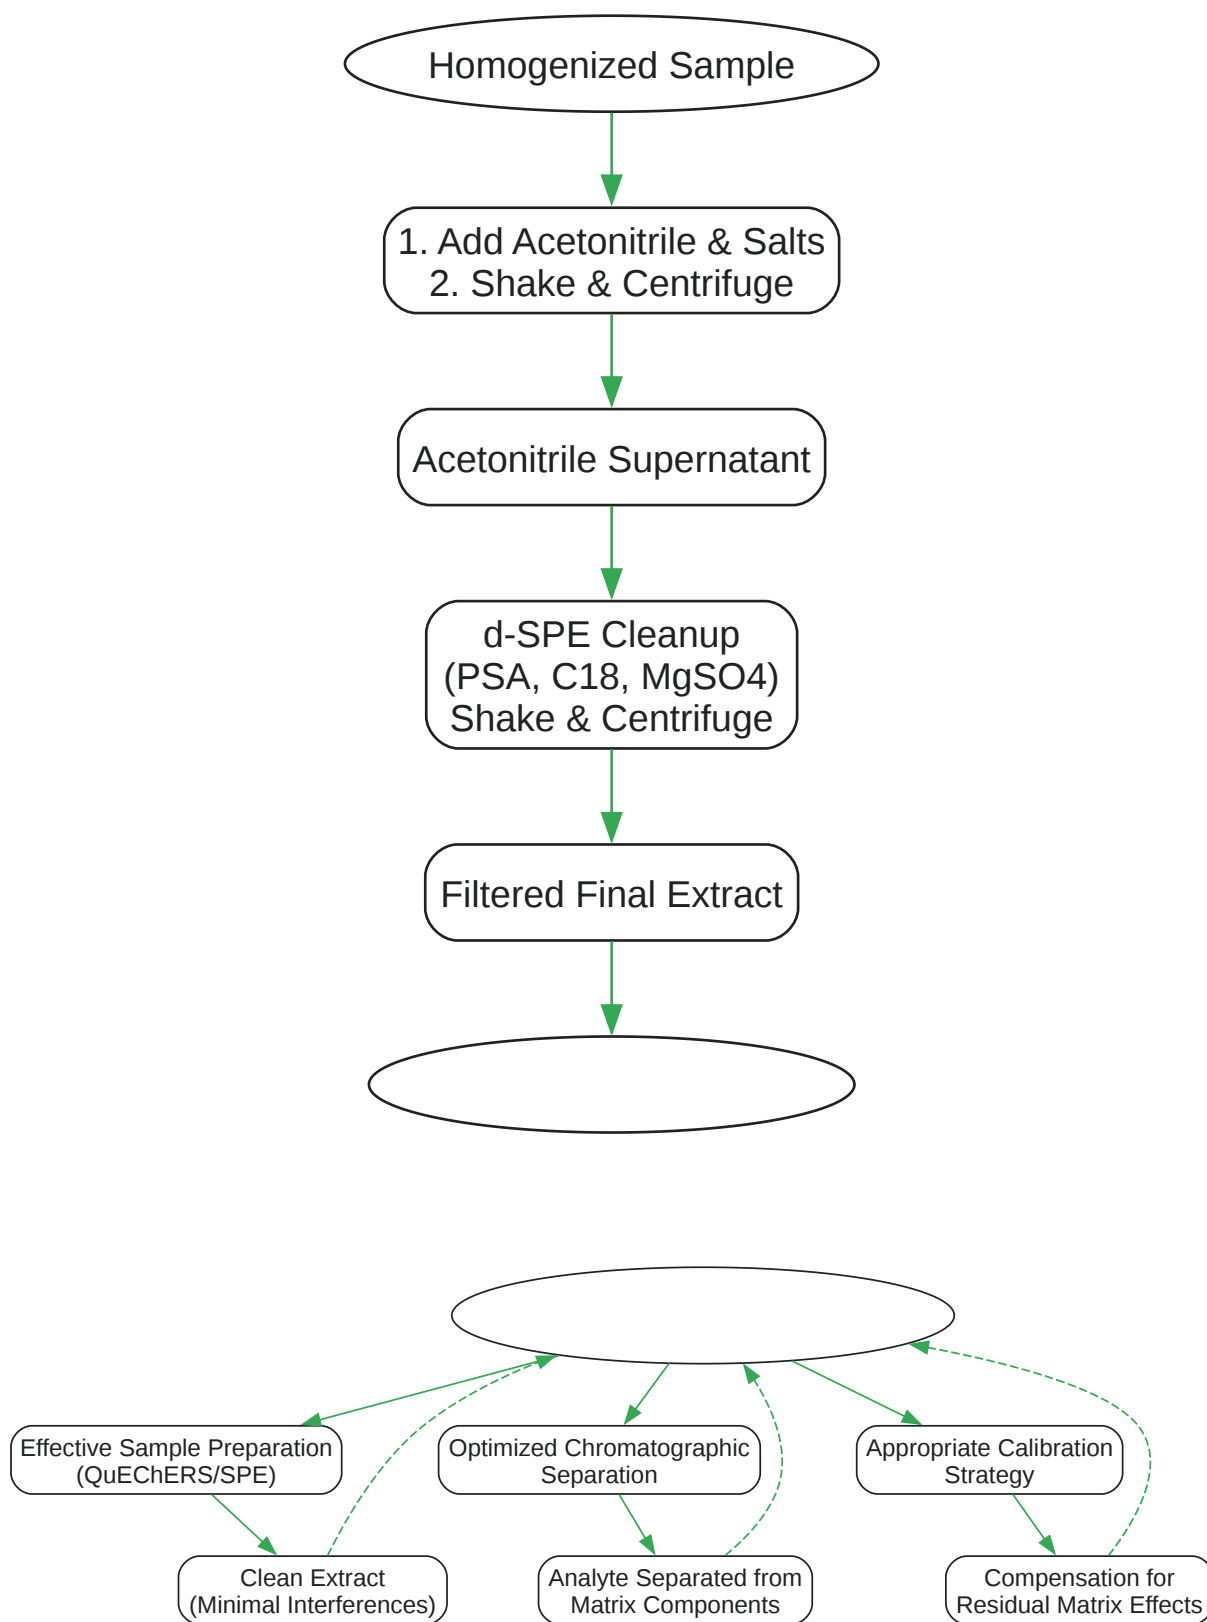 Homogenized Sample
1. Add Acetonitrile & Salts
2. Shake & Centrifuge
Acetonitrile Supernatant
d-SPE Cleanup
(PSA, C18, MgSO4)
Shake & Centrifuge
Filtered Final Extract
Effective Sample Preparation
(QuEChERS/SPE)
Optimized Chromatographic
Separation
Appropriate Calibration
Strategy
Clean Extract
(Minimal Interferences)
Analyte Separated from
Matrix Components
Compensation for
Residual Matrix Effects